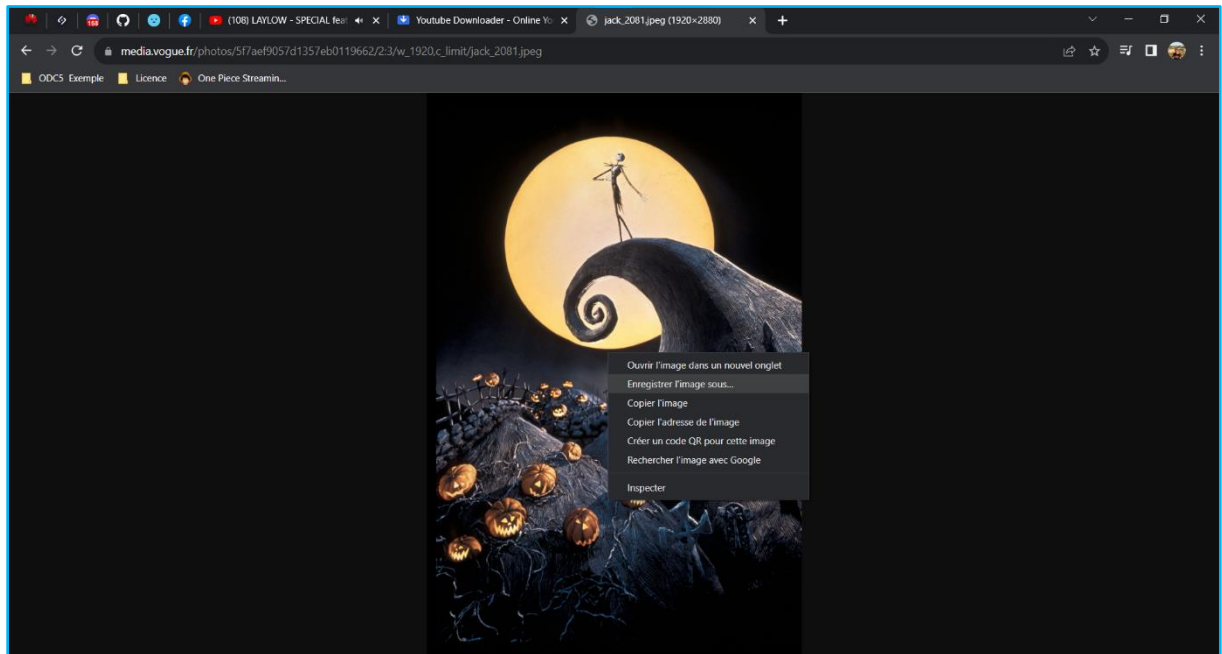 168
(108) LAYLOW - SPECIAL feat
Youtube Downloader - Online Yo
jack_2081.jpeg (1920×2880)
media.vogue.fr/photos/5f7aef9057d1357eb0119662/2:3/w_1920,c_limit/jack_2081.jpeg
ODC5 Exemple
Licence
One Piece Streamin...
Ouvrir l'image dans un nouvel onglet
Enregistrer l'image sous...
Copier l'image
Copier l'adresse de l'image
Créer un code QR pour cette image
Rechercher l'image avec Google
Inspecter